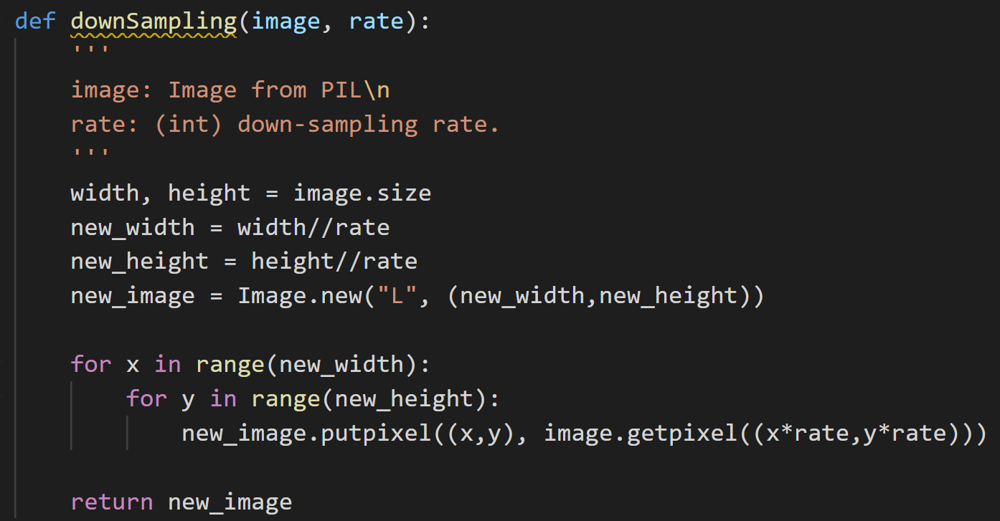 def downSampling(image, rate):
    '''
    image: Image from PIL\n
    rate: (int) down-sampling rate.
    '''
    width, height = image.size
    new_width = width//rate
    new_height = height//rate
    new_image = Image.new("L", (new_width,new_height))

    for x in range(new_width):
        for y in range(new_height):
            new_image.putpixel((x,y), image.getpixel((x*rate,y*rate)))

    return new_image